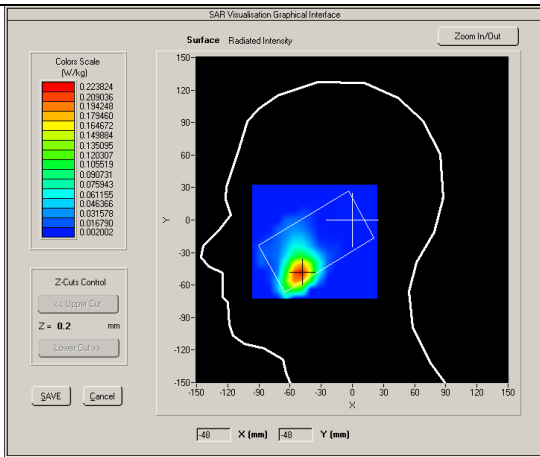 SAR Visualisation Graphical Interface
Surface Radiated Intensity
Zoom In/Out
Colors Scale
(W/kg)
0.223824
0.209036
0.194248
0.179460
0.164672
0.149884
0.135095
0.120307
0.105519
0.090731
0.075943
0.061155
0.046366
0.031578
0.016790
0.002002
Z-Cuts Control
<< Upper Cut
Z = 0.2 mm
Lower Cut >>
SAVE Cancel
150-
120-
90-
60-
30-
0-
-30-
-60-
-90-
-120-
-150-
Y
-150 -120 -90 -60 -30 0 30 60 90 120 150
X
-48 X (mm) -48 Y (mm)